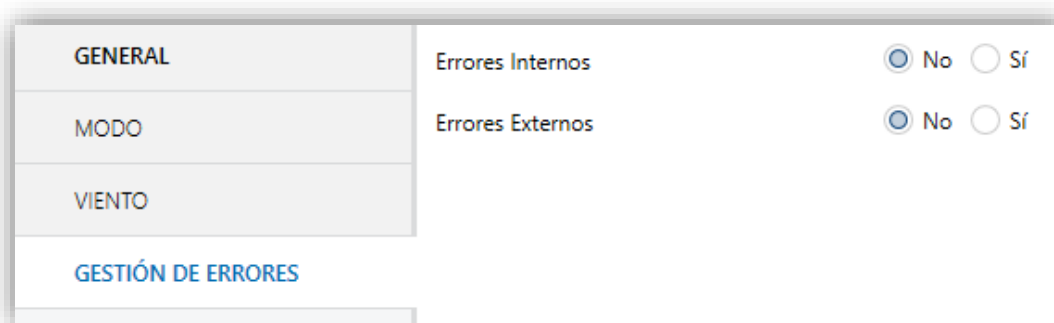 GENERAL
Errores Internos No Sí
MODO
Errores Externos No Sí
VIENTO
GESTIÓN DE ERRORES